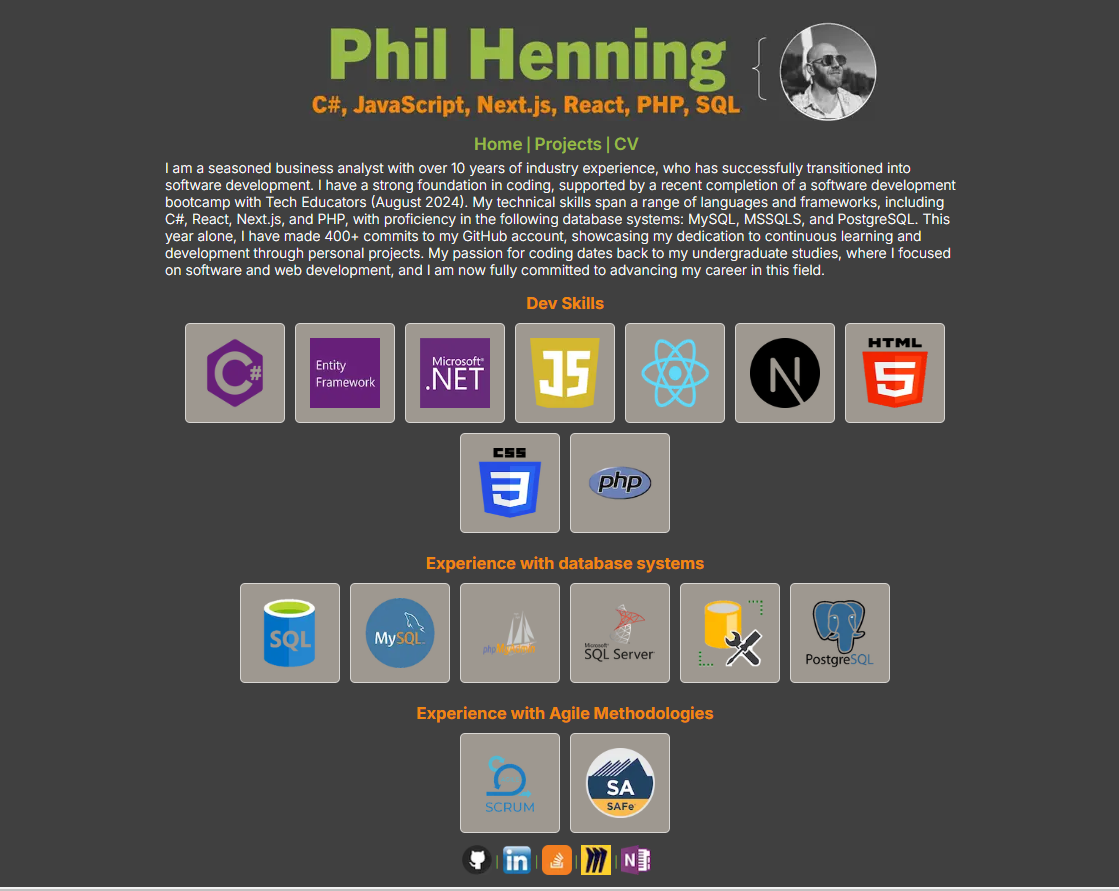 Phil Henning
C#, JavaScript, Next.js, React, PHP, SQL
Home | Projects | CV
I am a seasoned business analyst with over 10 years of industry experience, who has successfully transitioned into
software development. I have a strong foundation in coding, supported by a recent completion of a software development
bootcamp with Tech Educators (August 2024). My technical skills span a range of languages and frameworks, including
C#, React, Next.js, and PHP, with proficiency in the following database systems: MySQL, MSSQLS, and PostgreSQL. This
year alone, I have made 400+ commits to my GitHub account, showcasing my dedication to continuous learning and
development through personal projects. My passion for coding dates back to my undergraduate studies, where I focused
on software and web development, and I am now fully committed to advancing my career in this field.
Dev Skills
C#
Entity
Framework
Microsoft®
.NET
JS
N
HTML
5
CSS
3
php
Experience with database systems
SQL
MySQL
phpMyAdmin
Microsoft®
SQL Server
PostgreSQL
Experience with Agile Methodologies
SCRUM
SA
SAFe
| in | | | N